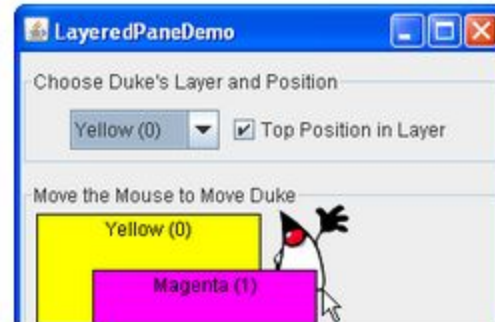 LayeredPaneDemo
Choose Duke's Layer and Position
Yellow (0) Top Position in Layer
Move the Mouse to Move Duke
Yellow (0)
Magenta (1)